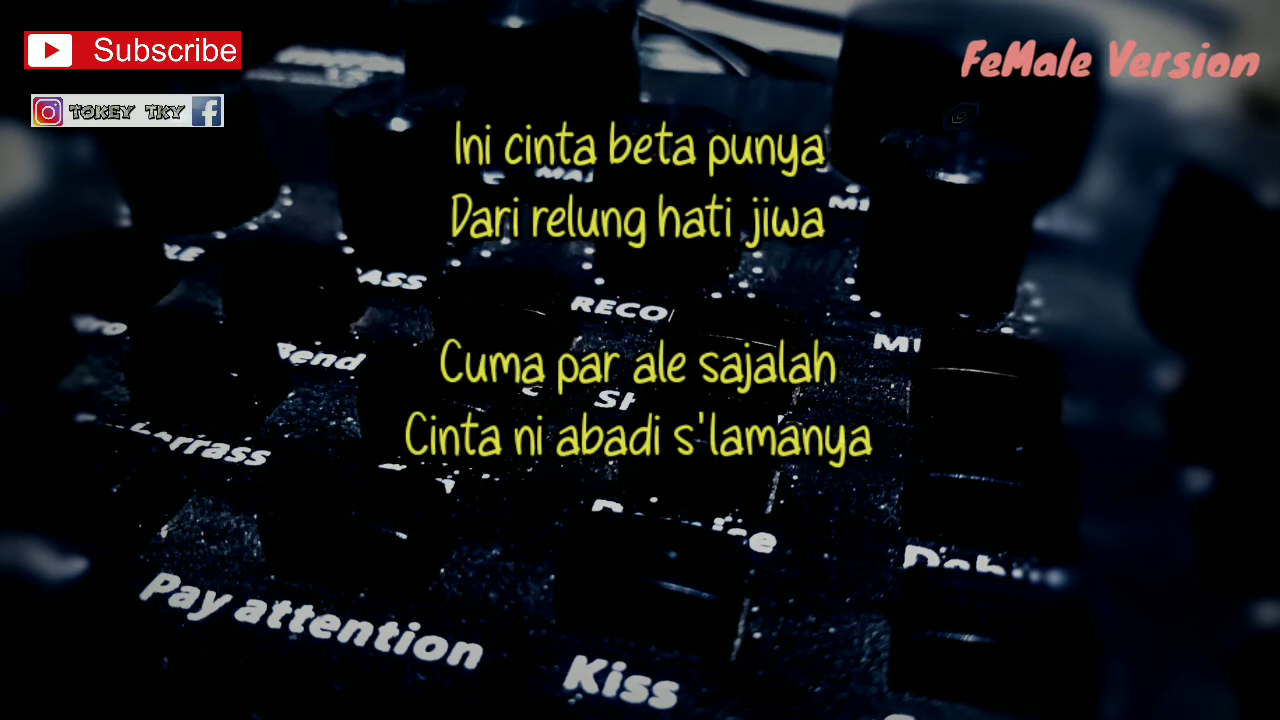 Subscribe
FeMale Version
TOKEY TKY
Ini cinta beta punya
Dari relung hati jiwa
Cuma par ale sajalah
Cinta ni abadi s'lamanya
Pay attention
Kiss